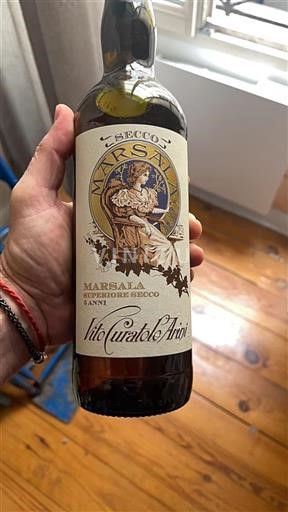 SECCO
MARSALA
MARSALA
SUPERIORE SECCO
5 ANNI
Vito Curatolo Arini